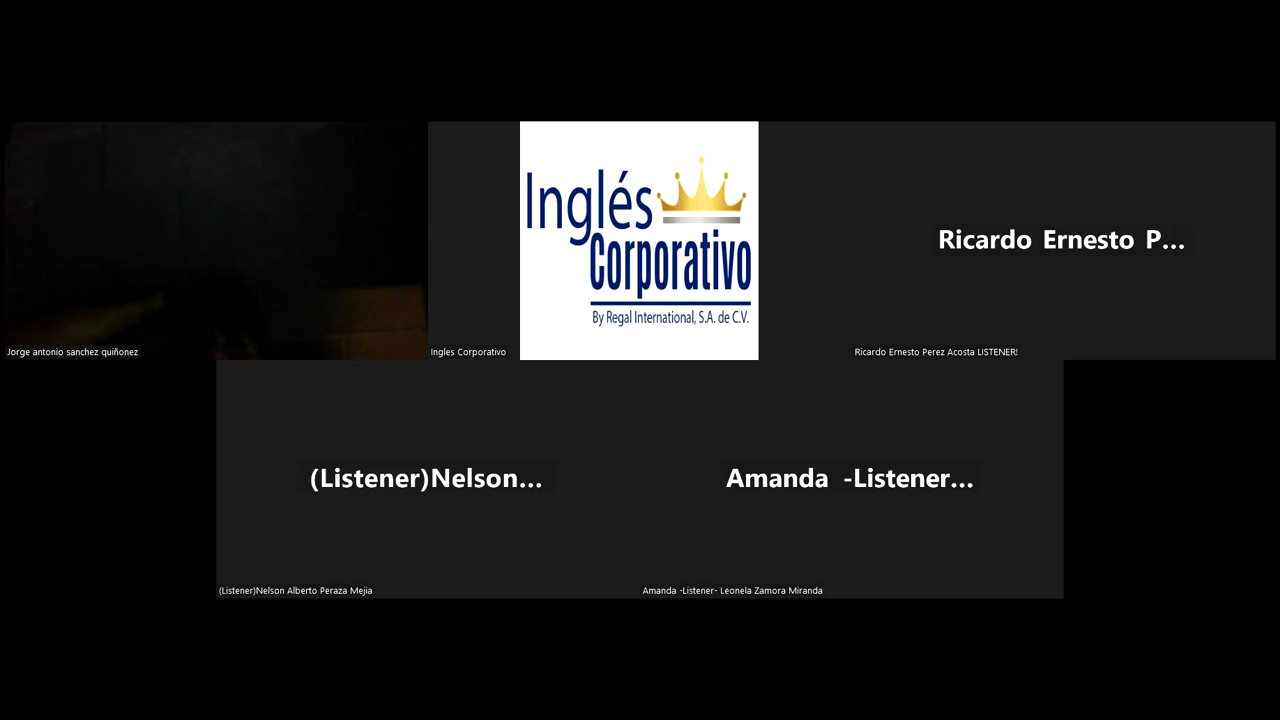 Inglés
Corporativo
By Regal International, S.A. de C.V.
Ricardo Ernesto P...
Jorge antonio sanchez quiñonez
Ingles Corporativo
Ricardo Ernesto Perez Acosta LISTENER!
(Listener)Nelson...
Amanda -Listener...
(Listener)Nelson Alberto Peraza Mejia
Amanda -Listener- Leonela Zamora Miranda